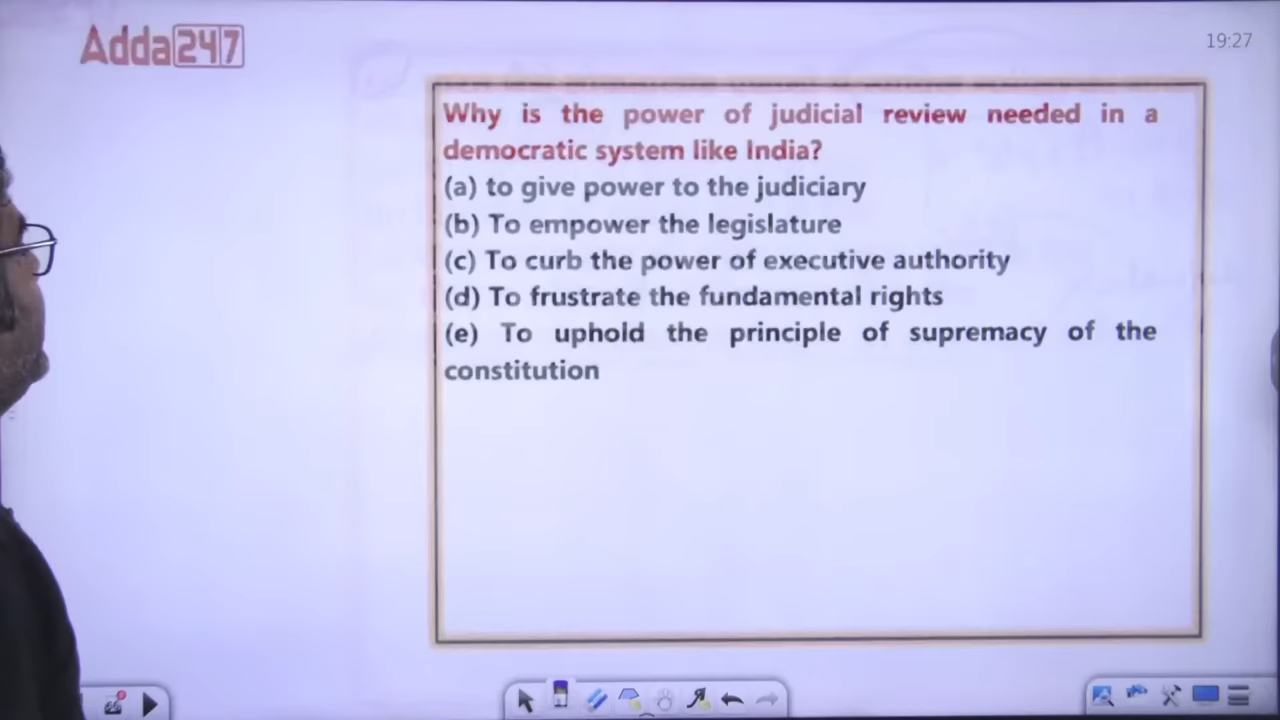 Adda247
19:27
Why is the power of judicial review needed in a
democratic system like India?
(a) to give power to the judiciary
(b) To empower the legislature
(c) To curb the power of executive authority
(d) To frustrate the fundamental rights
(e) To uphold the principle of supremacy of the
constitution